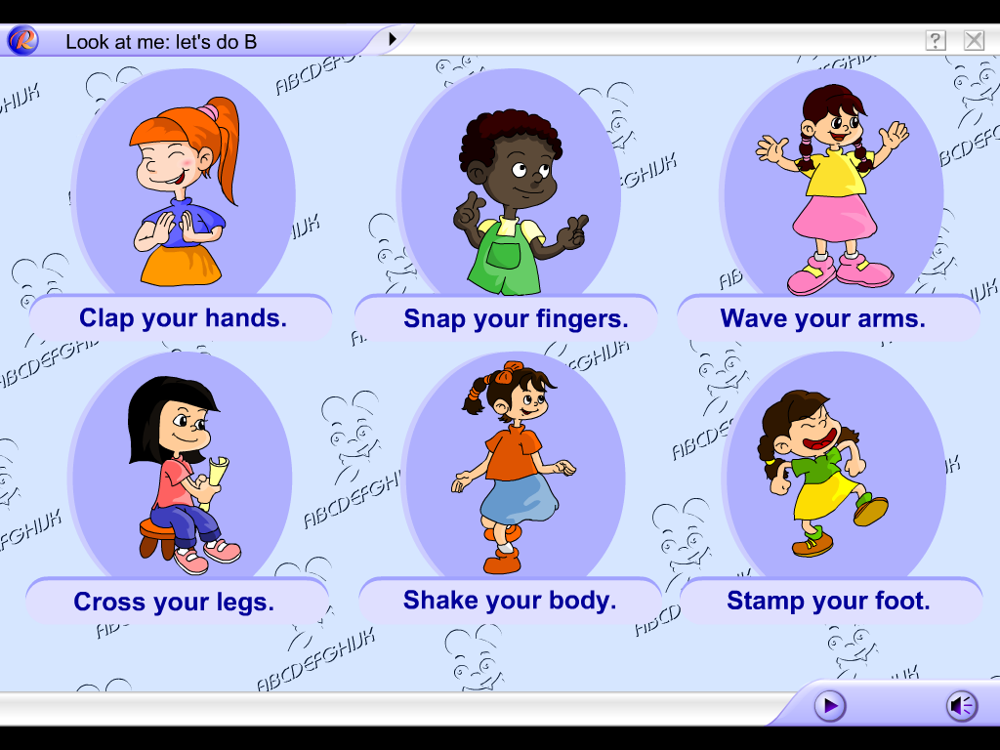 Look at me: let's do B
Clap your hands.
Snap your fingers.
Wave your arms.
Cross your legs.
Shake your body.
Stamp your foot.
ABCDEFGHIJK